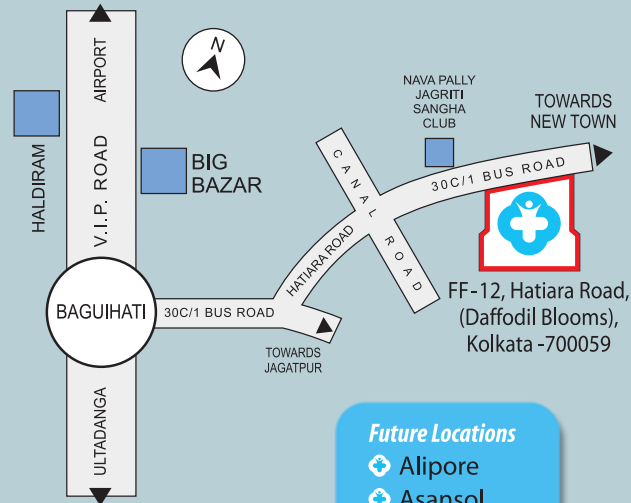 AIRPORT
V.I.P. ROAD
HALDIRAM
BIG
BAZAR
N
NAVA PALLY
JAGRITI
SANGHA
CLUB
TOWARDS
NEW TOWN
CANAL ROAD
30C/1 BUS ROAD
HATIARA ROAD
BAGUIHATI
30C/1 BUS ROAD
TOWARDS
JAGATPUR
ULTADANGA
FF-12, Hatiara Road,
(Daffodil Blooms),
Kolkata -700059
Future Locations
Alipore
Asansol